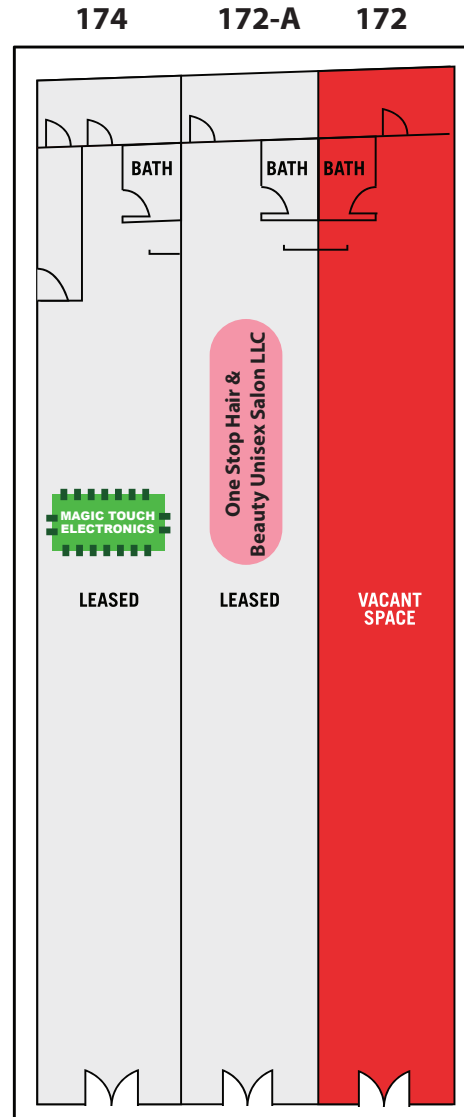 174 172-A 172
BATH BATH BATH
One Stop Hair &
Beauty Unisex Salon LLC
MAGIC TOUCH
ELECTRONICS
LEASED LEASED VACANT
SPACE